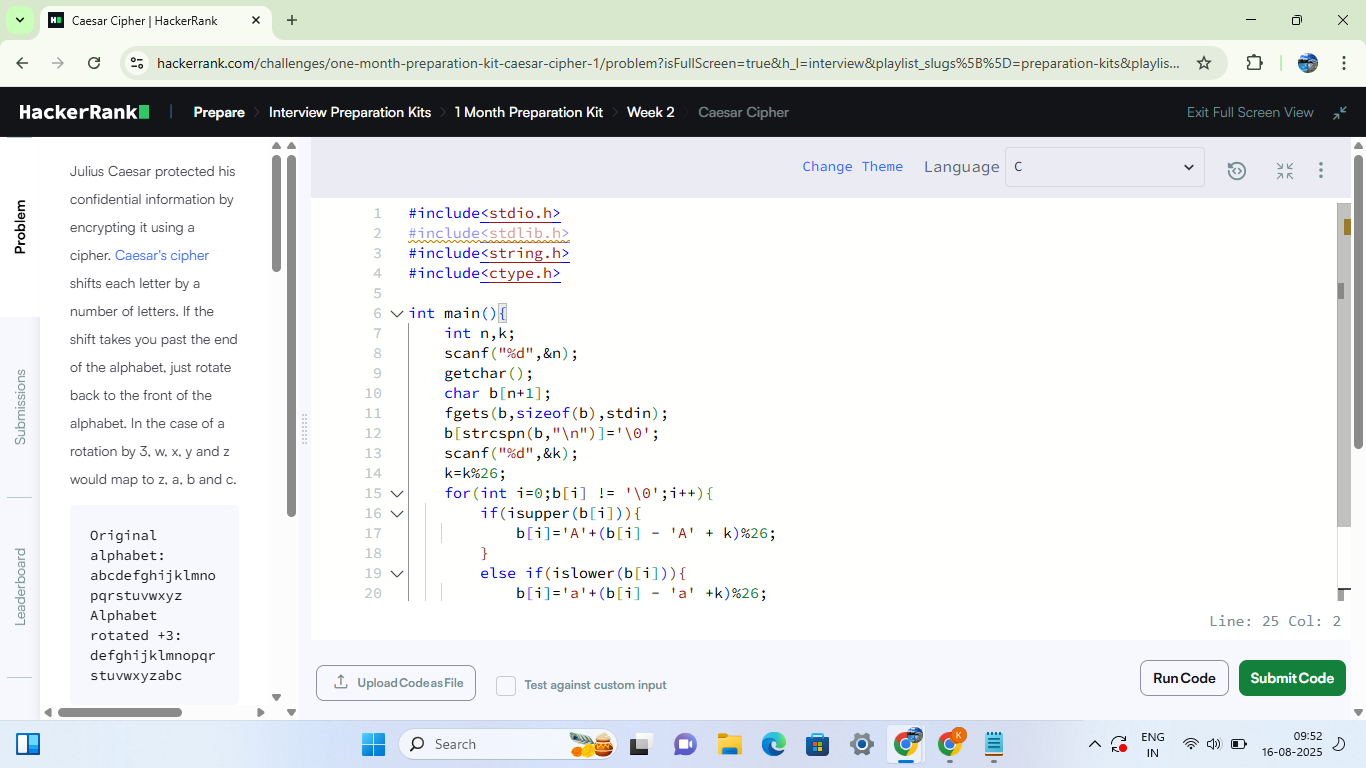 Caesar Cipher | HackerRank
hackerrank.com/challenges/one-month-preparation-kit-caesar-cipher-1/problem?isFullScreen=true&h_l=interview&playlist_slugs%5B%5D=preparation-kits&playlis...
HackerRank
Prepare
Interview Preparation Kits
1 Month Preparation Kit
Week 2
Caesar Cipher
Exit Full Screen View
Problem
Submissions
Leaderboard
Julius Caesar protected his
confidential information by
encrypting it using a
cipher. Caesar's cipher
shifts each letter by a
number of letters. If the
shift takes you past the end
of the alphabet, just rotate
back to the front of the
alphabet. In the case of a
rotation by 3, w, x, y and z
would map to z, a, b and c.
Original
alphabet:
abcdefghijklmno
pqrstuvwxyz
Alphabet
rotated +3:
defghijklmnopqr
stuvwxyzabc
Change Theme
Language
C
1 #include<stdio.h>
2 #include<stdlib.h>
3 #include<string.h>
4 #include<ctype.h>
5
6 int main(){
7 int n,k;
8 scanf("%d",&n);
9 getchar();
10 char b[n+1];
11 fgets(b,sizeof(b),stdin);
12 b[strcspn(b,"\n")]='\0';
13 scanf("%d",&k);
14 k=k%26;
15 for(int i=0;b[i] != '\0';i++){
16 if(isupper(b[i])){
17 b[i]='A'+(b[i] - 'A' + k)%26;
18 }
19 else if(islower(b[i])){
20 b[i]='a'+(b[i] - 'a' +k)%26;
Line: 25 Col: 2
Upload Code as File
Test against custom input
Run Code
Submit Code
Search
K
ENG
IN
09:52
16-08-2025